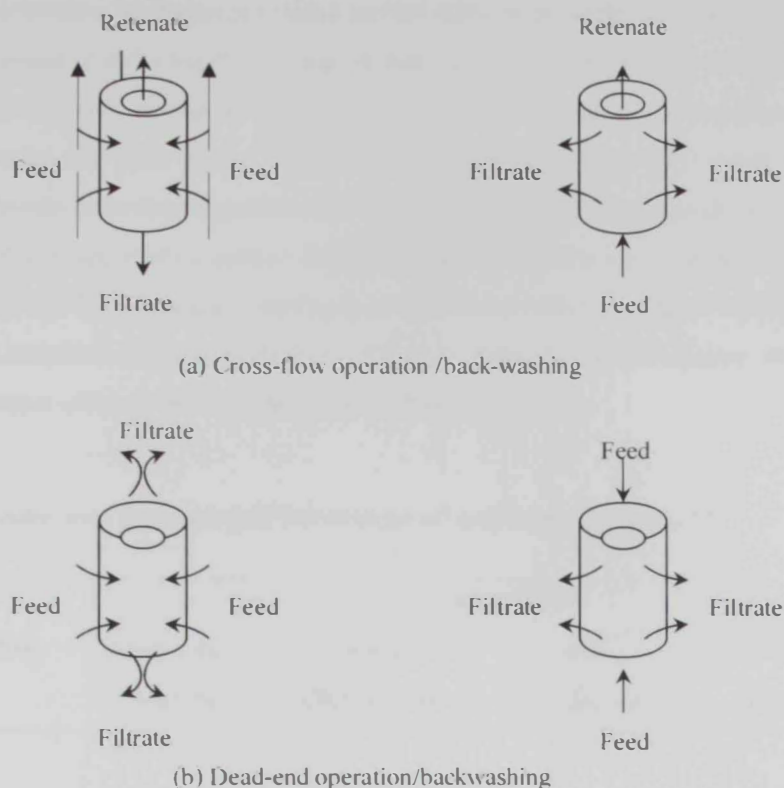 Retenate
Retenate
Feed
Feed
Filtrate
Filtrate
Filtrate
Feed
(a) Cross-flow operation /back-washing
Filtrate
Feed
Feed
Feed
Filtrate
Filtrate
Filtrate
Feed
(b) Dead-end operation/backwashing